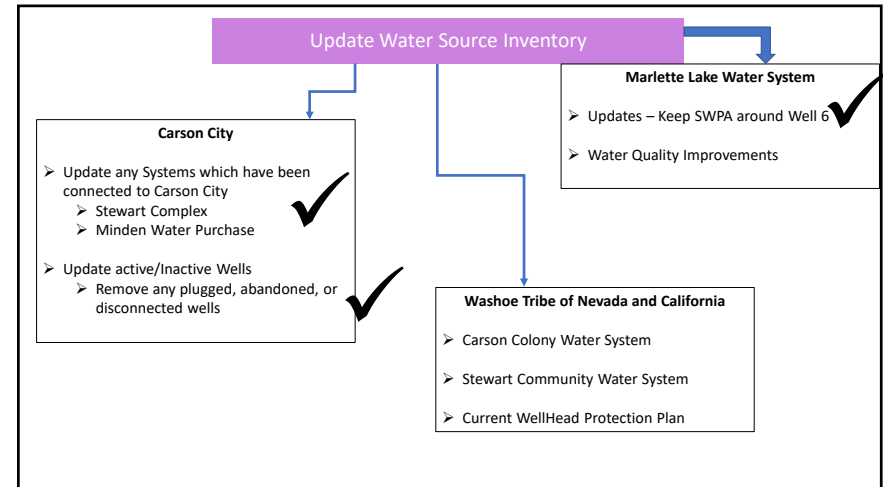 Update Water Source Inventory
Marlette Lake Water System
➢ Updates – Keep SWPA around Well 6
➢ Water Quality Improvements
Carson City
➢ Update any Systems which have been
connected to Carson City
➢ Stewart Complex
➢ Minden Water Purchase
➢ Update active/Inactive Wells
➢ Remove any plugged, abandoned, or
disconnected wells
Washoe Tribe of Nevada and California
➢ Carson Colony Water System
➢ Stewart Community Water System
➢ Current WellHead Protection Plan